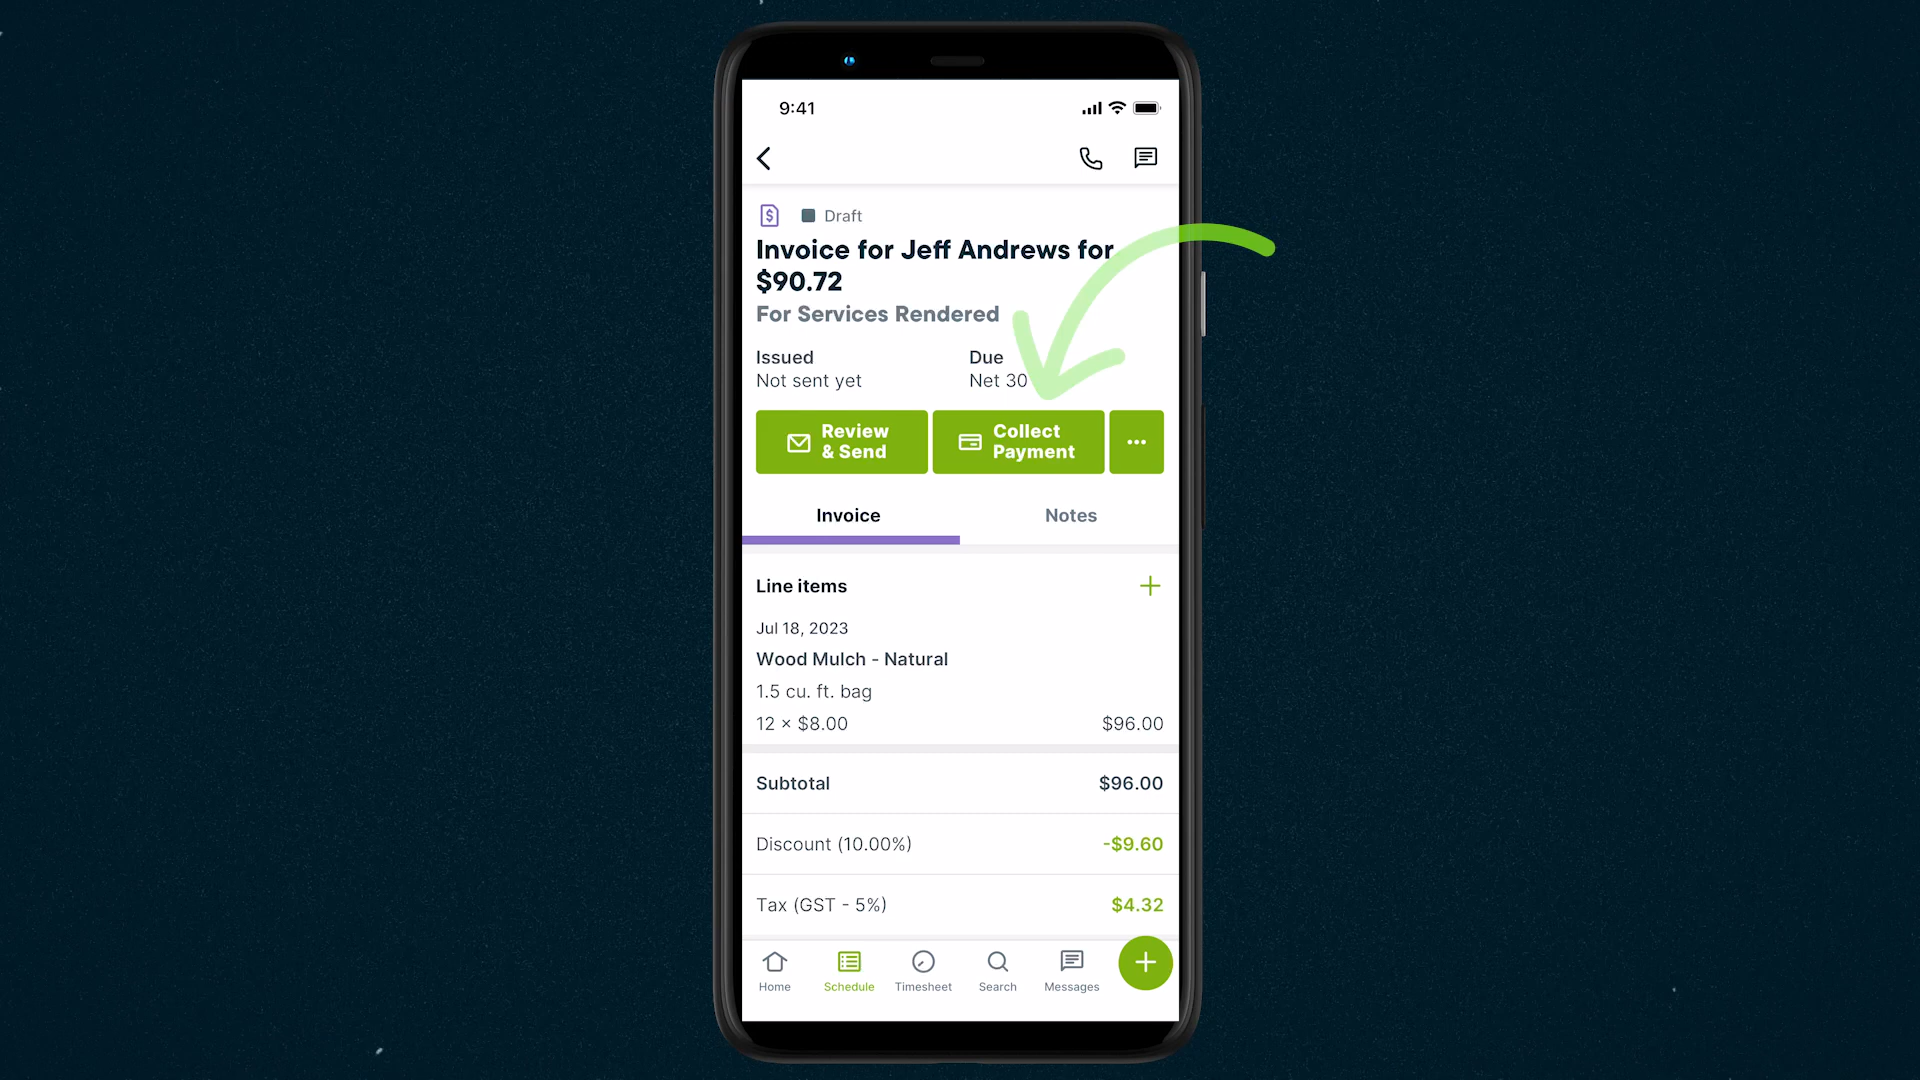 9:41
Draft
Invoice for Jeff Andrews for
$90.72
For Services Rendered
Issued
Due
Not sent yet
Net 30
Review
& Send
Collect
Payment
Invoice
Notes
Line items
Jul 18, 2023
Wood Mulch - Natural
1.5 cu. ft. bag
12 × $8.00
$96.00
Subtotal
$96.00
Discount (10.00%)
-$9.60
Tax (GST - 5%)
$4.32
Home
Schedule
Timesheet
Search
Messages